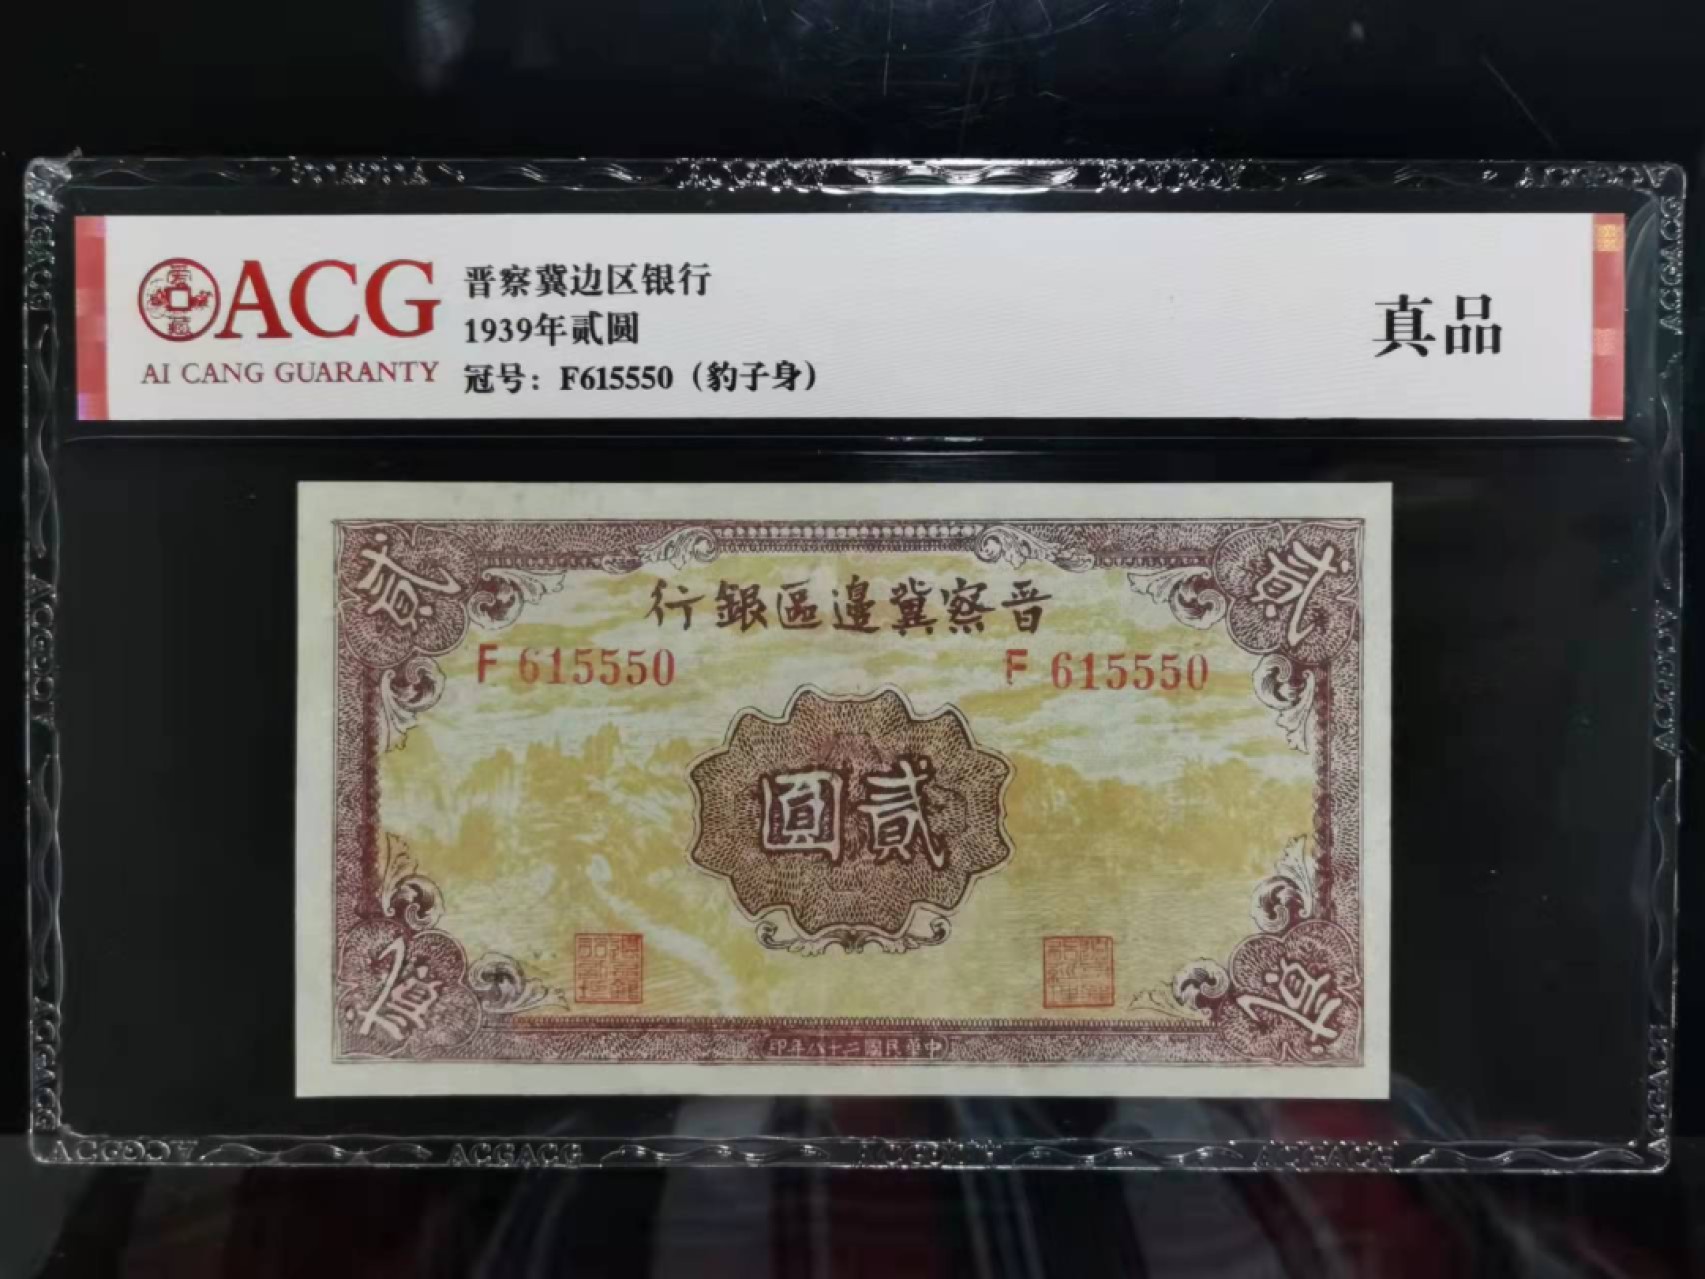 ACG
AI CANG GUARANTY
晋察冀边区银行
1939年贰圆
冠号：F615550（豹子身）
真品
貳
貳
行銀區邊冀察晉
F 615550
F 615550
圓貳
貳
貳
印年八十二國民華中
ACGACG